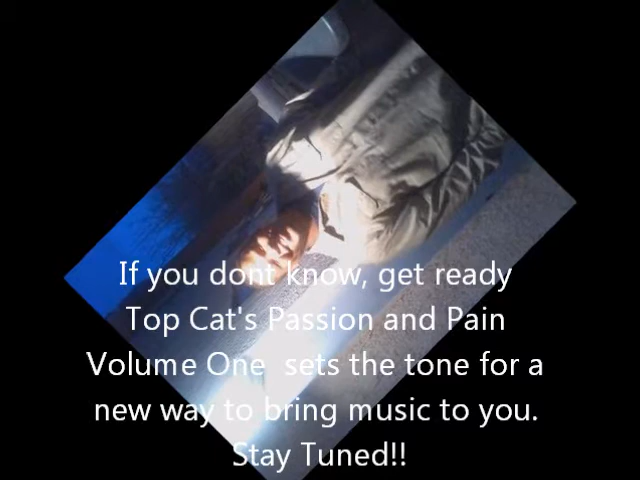 If you dont know, get ready
Top Cat's Passion and Pain
Volume One  sets the tone for a
new way to bring music to you.
Stay Tuned!!